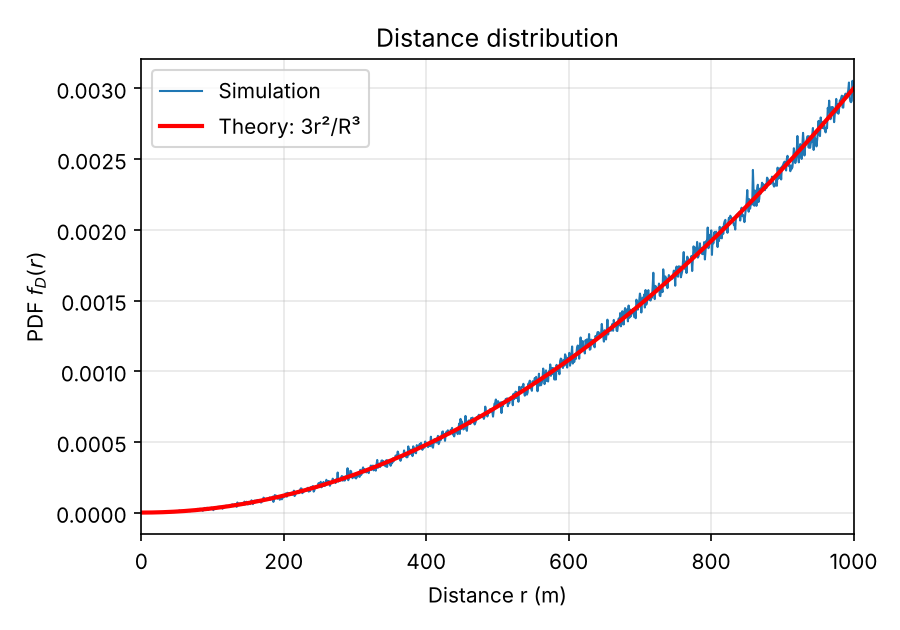 Distance distribution
Simulation
Theory: 3r²/R³
0.0030
0.0025
0.0020
0.0015
0.0010
0.0005
0.0000
PDF f_D(r)
0 200 400 600 800 1000
Distance r (m)